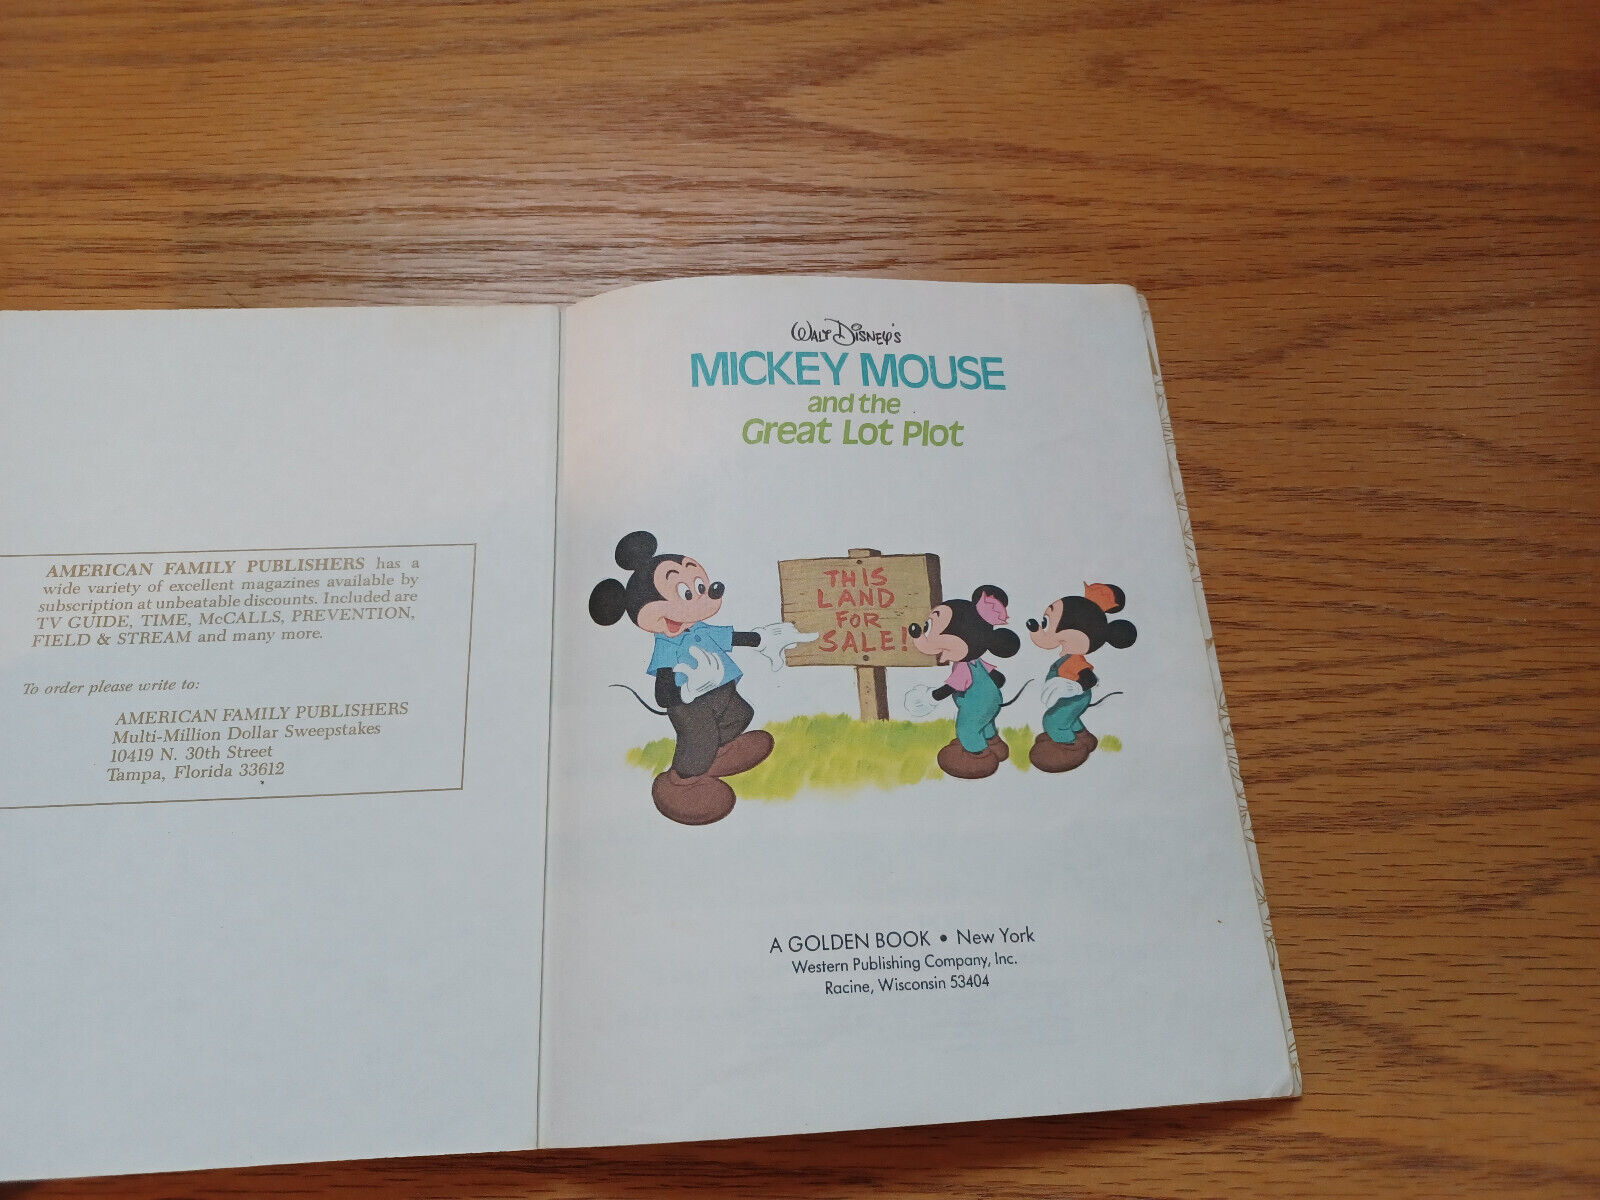 AMERICAN FAMILY PUBLISHERS has a
wide variety of excellent magazines available by
subscription at unbeatable discounts. Included are
TV GUIDE, TIME, McCALLS, PREVENTION,
FIELD & STREAM and many more.
To order please write to:
AMERICAN FAMILY PUBLISHERS
Multi-Million Dollar Sweepstakes
10419 N. 30th Street
Tampa, Florida 33612
WALT DISNEY'S
MICKEY MOUSE
and the
Great Lot Plot
THIS
LAND
FOR
SALE!
A GOLDEN BOOK • New York
Western Publishing Company, Inc.
Racine, Wisconsin 53404